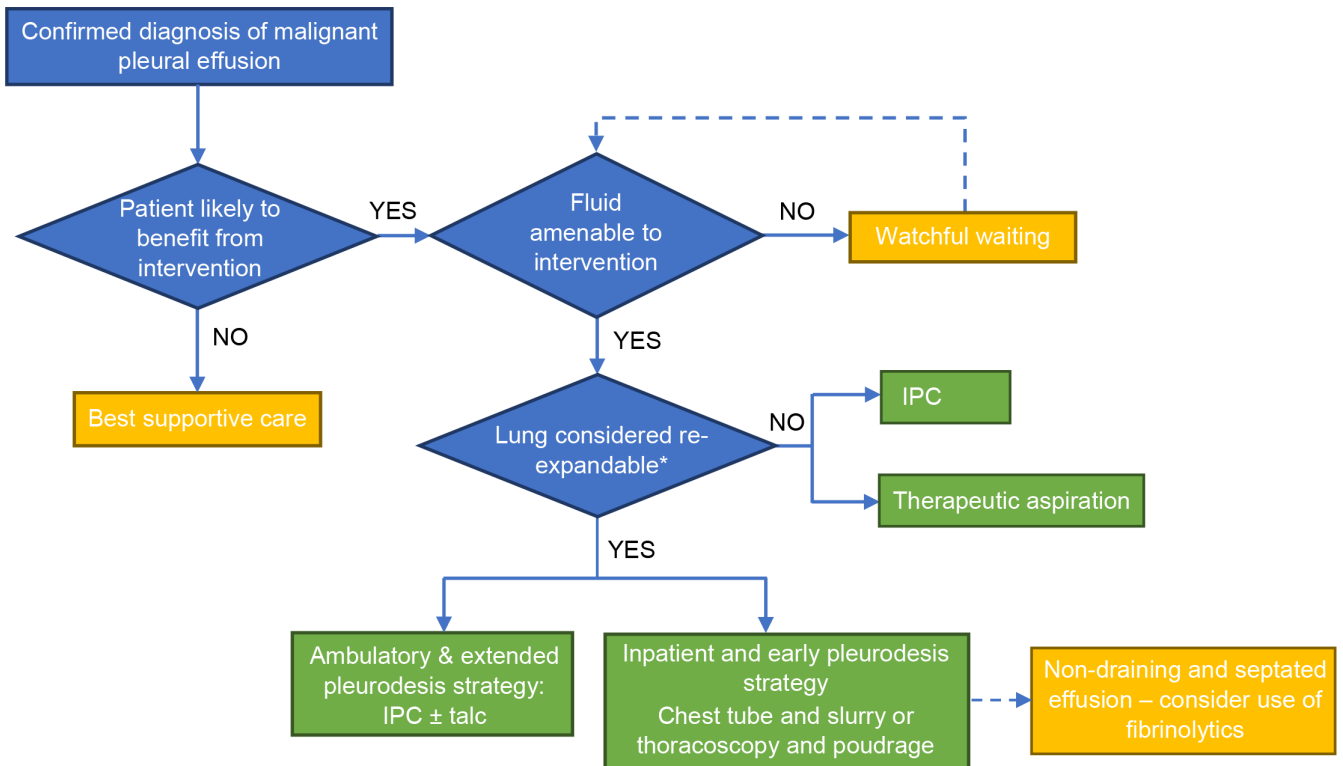 Confirmed diagnosis of malignant
pleural effusion
Patient likely to
benefit from
intervention
YES
Fluid
amenable to
intervention
NO
Watchful waiting
NO
YES
Best supportive care
Lung considered re-
expandable*
NO
IPC
Therapeutic aspiration
YES
Ambulatory & extended
pleurodesis strategy:
IPC ± talc
Inpatient and early pleurodesis
strategy
Chest tube and slurry or
thoracoscopy and poudrage
Non-draining and septated
effusion – consider use of
fibrinolytics